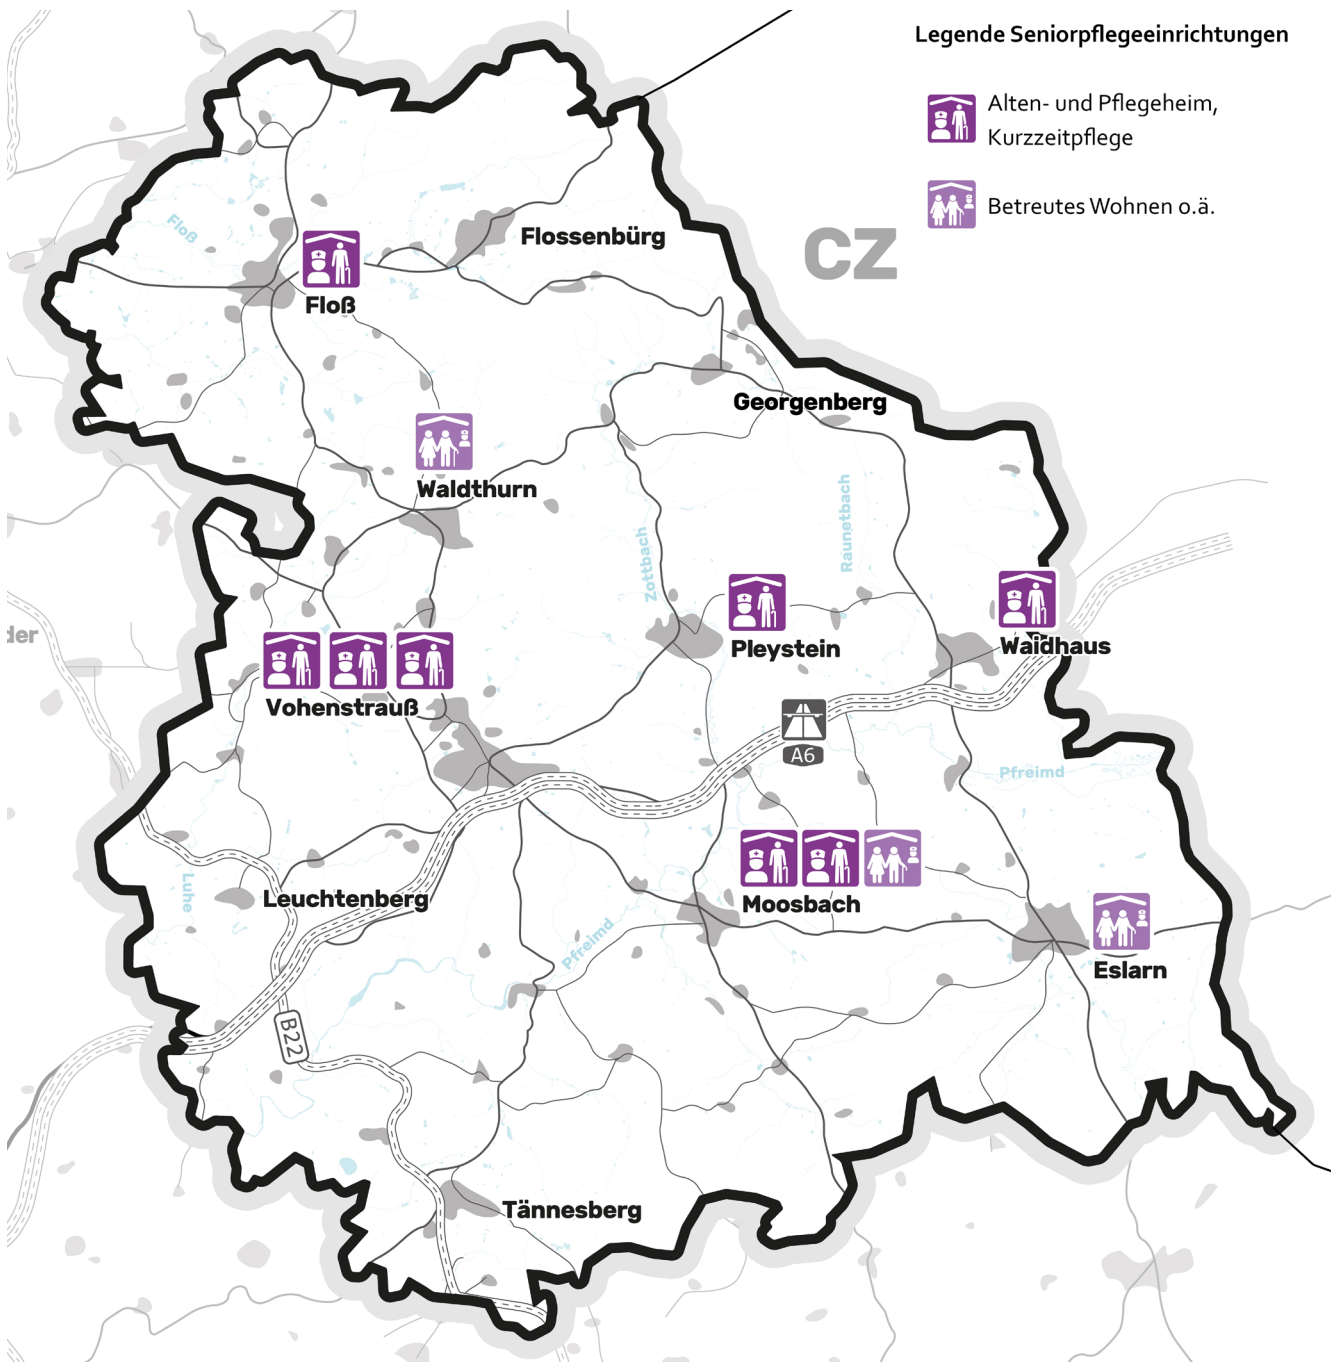 Legende Seniorpflegeeinrichtungen
Alten- und Pflegeheim,
Kurzzeitpflege
Betreutes Wohnen o.ä.
Floß
Flossenbürg
CZ
Floß
Georgenberg
Waldthurn
Raunetbach
Zottbach
der
Pleystein
Waidhaus
Vohenstrauß
A6
Pfreimd
Luhe
Leuchtenberg
Moosbach
Pfreimd
Eslarn
B22
Tännesberg